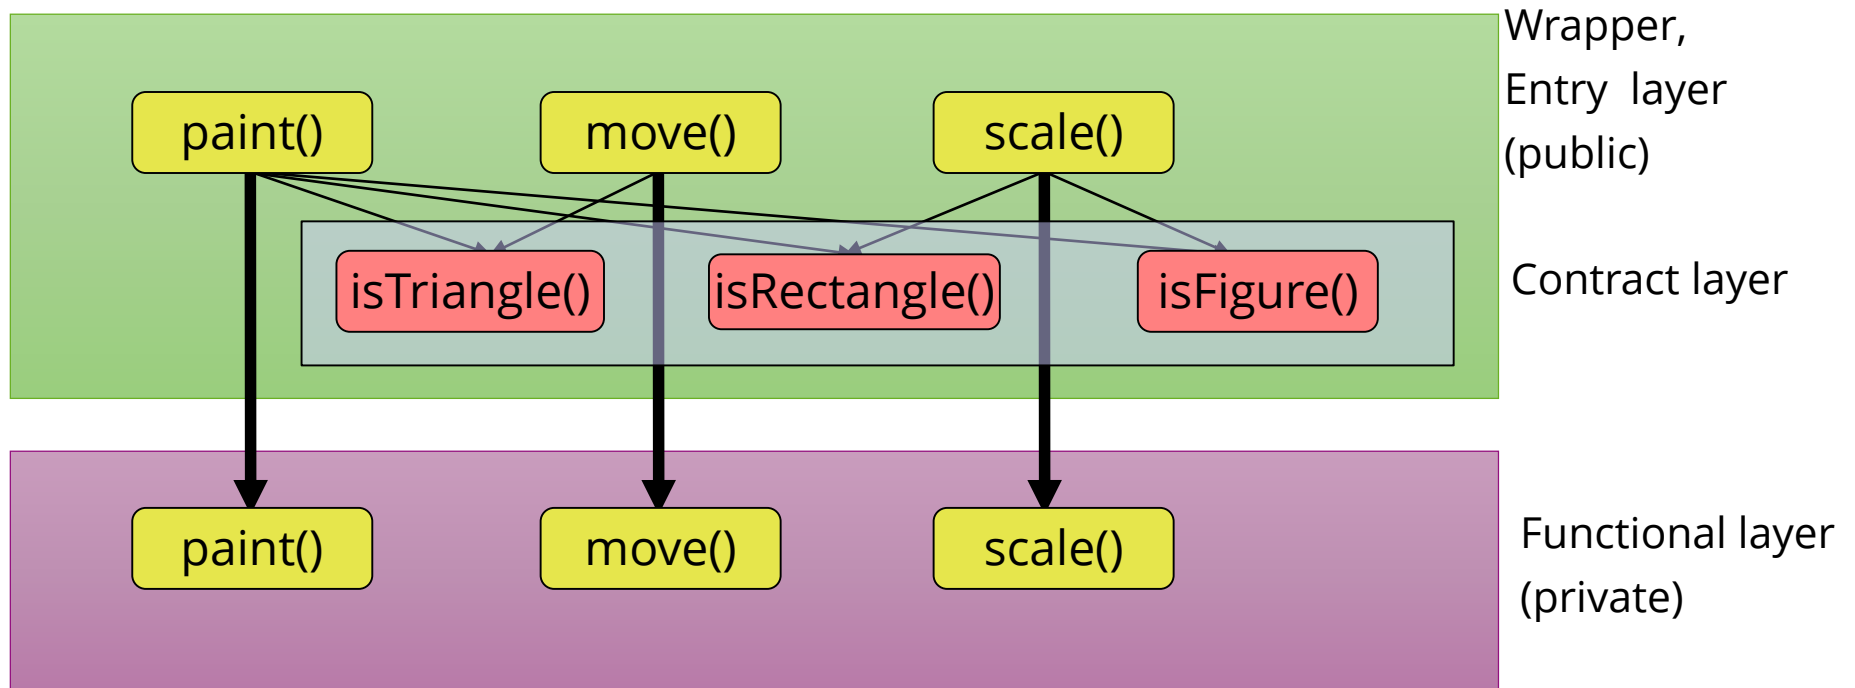 Wrapper,
Entry layer
(public)
paint()
move()
scale()
isTriangle()
isRectangle()
isFigure()
Contract layer
paint()
move()
scale()
Functional layer
(private)